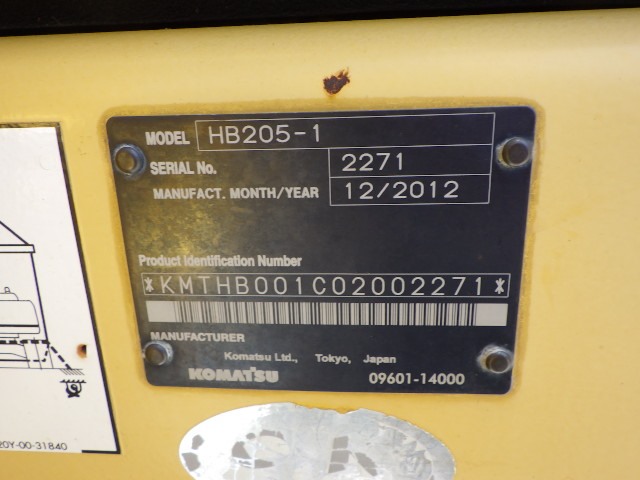 MODEL HB205-1
SERIAL No. 2271
MANUFACT. MONTH/YEAR 12/2012
Product Identification Number
*KMTHB001C02002271*
MANUFACTURER
Komatsu Ltd., Tokyo, Japan
KOMATSU 09601-14000
20Y-00-31840